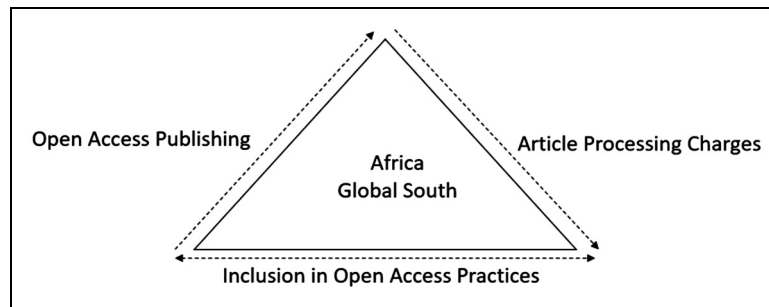 Open Access Publishing
Article Processing Charges
Africa
Global South
Inclusion in Open Access Practices